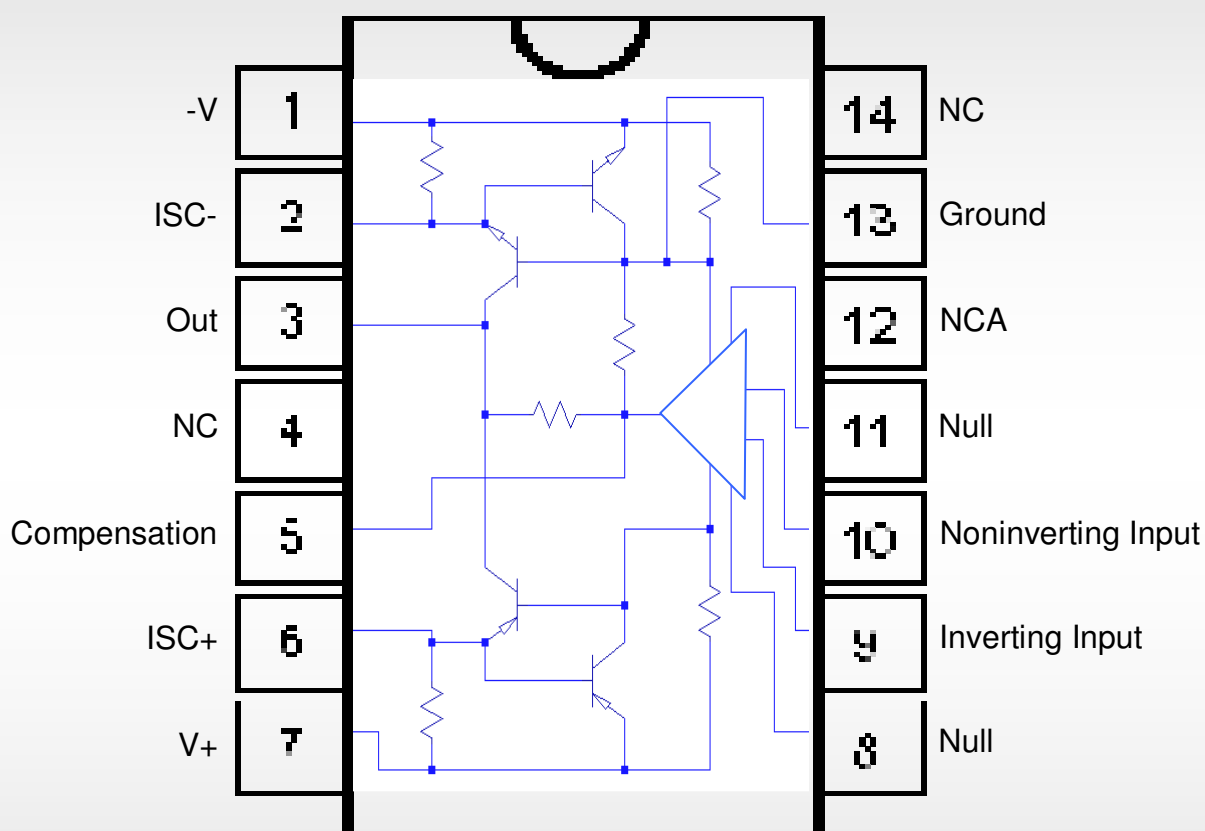 -V 1 14 NC
ISC- 2 13 Ground
Out 3 12 NCA
NC 4 11 Null
Compensation 5 10 Noninverting Input
ISC+ 6 9 Inverting Input
V+ 7 8 Null